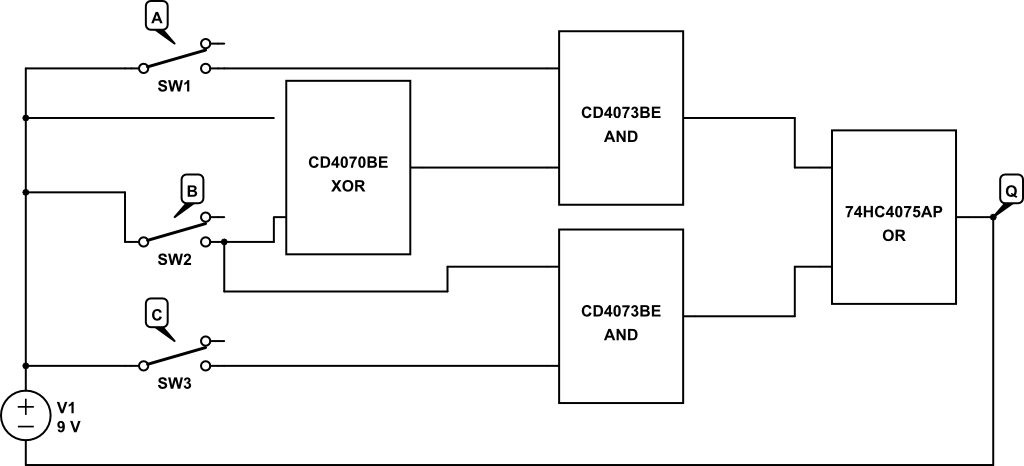 A
SW1
CD4073BE
AND
CD4070BE
XOR
B
SW2
74HC4075AP
OR
Q
C
SW3
CD4073BE
AND
V1
9 V